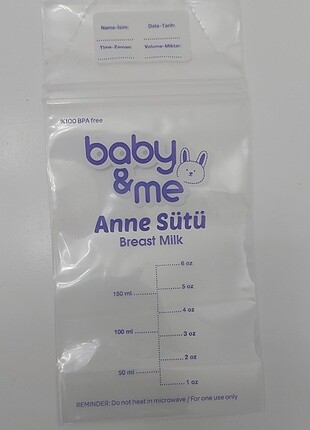 Name-İsim: Date-Tarih:
Time-Zaman: Volume-Miktar:
%100 BPA free
baby
&me
Anne Sütü
Breast Milk
6 oz
150 ml 5 oz
4 oz
100 ml 3 oz
2 oz
50 ml 1 oz
REMINDER: Do not heat in microwave / For one use only